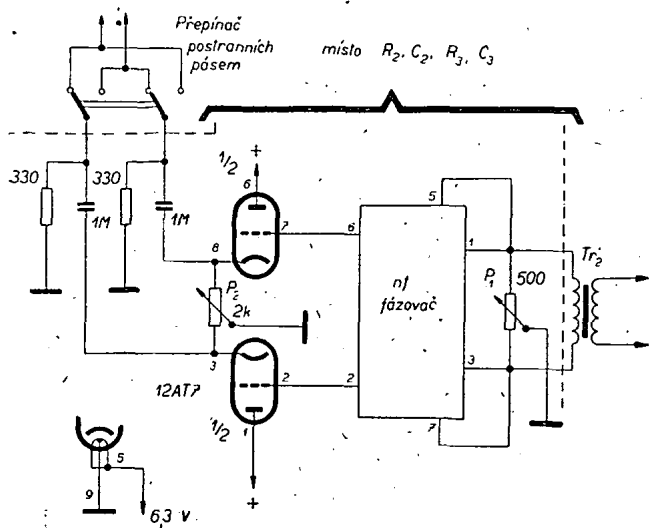 Přepínač
postranních
pásem
místo R2, C2, R3, C3
330
330
1M
1M
1/2
+
6
7
6
8
P2
2k
3
12AT7
1/2
2
2
1
+
nf
fázovač
5
1
3
7
P1
500
Tr2
5
9
6,3 V